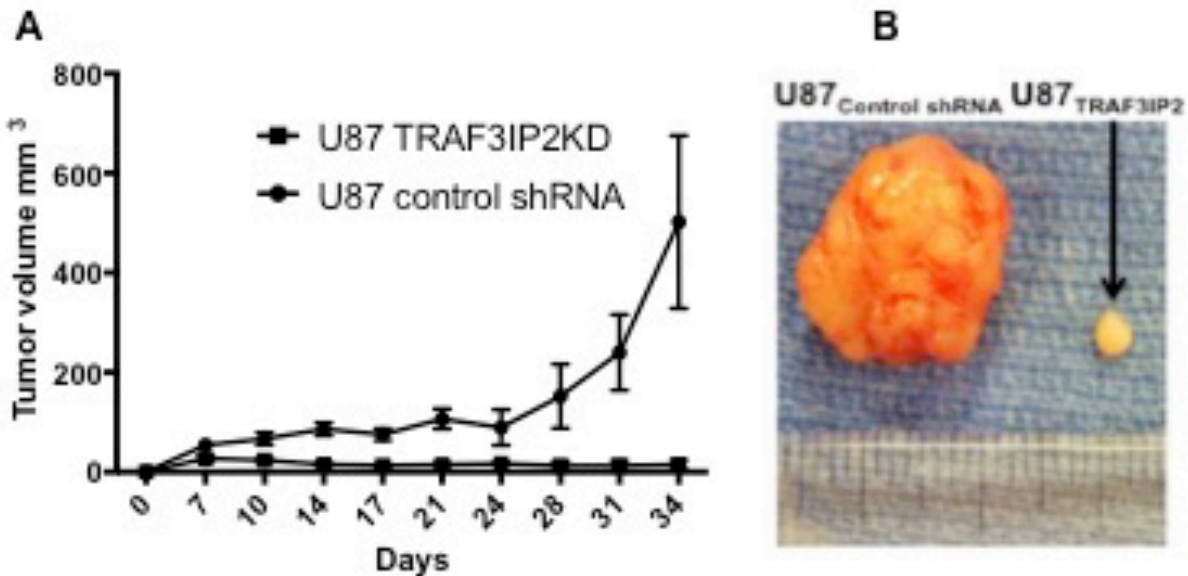 A
B
800
600
400
200
0
Tumor volume mm 3
U87 TRAF3IP2KD
U87 control shRNA
0
7
10
14
17
21
24
28
31
34
Days
U87Control shRNA U87TRAF3IP2